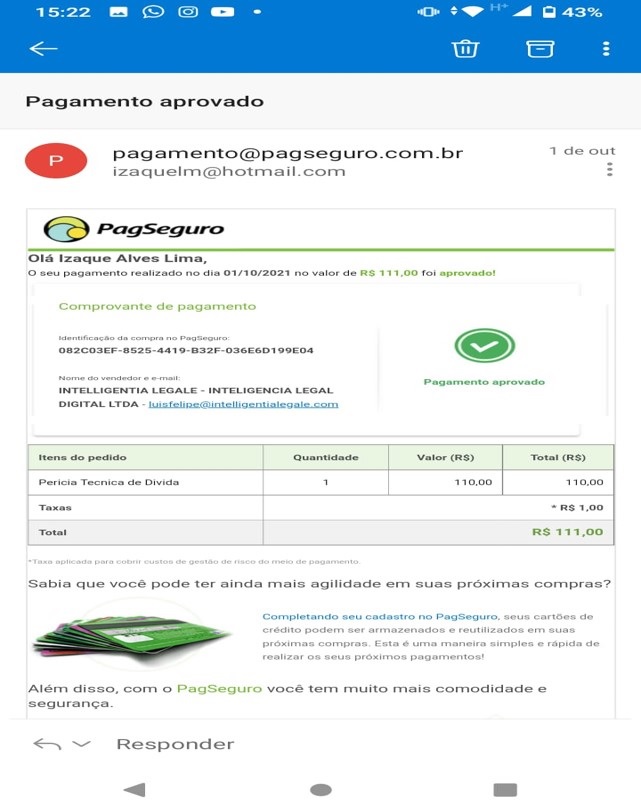 15:22
H+
43%
Pagamento aprovado
P
pagamento@pagseguro.com.br
1 de out
izaquelm@hotmail.com
PagSeguro
Olá Izaque Alves Lima,
O seu pagamento realizado no dia 01/10/2021 no valor de R$ 111,00 foi aprovado!
Comprovante de pagamento
Identificação da compra no PagSeguro:
082C03EF-8525-4419-B32F-036E6D199E04
Nome do vendedor e e-mail:
INTELLIGENTIA LEGALE - INTELIGENCIA LEGAL
DIGITAL LTDA - luisfelipe@intelligentialegale.com
Pagamento aprovado
Itens do pedido Quantidade Valor (R$) Total (R$)
Pericia Tecnica de Divida 1 110,00 110,00
Taxas * R$ 1,00
Total R$ 111,00
*Taxa aplicada para cobrir custos de gestão de risco do meio de pagamento.
Sabia que você pode ter ainda mais agilidade em suas próximas compras?
Completando seu cadastro no PagSeguro, seus cartões de
crédito podem ser armazenados e reutilizados em suas
próximas compras. Esta é uma maneira simples e rápida de
realizar os seus próximos pagamentos!
Além disso, com o PagSeguro você tem muito mais comodidade e
segurança.
Responder